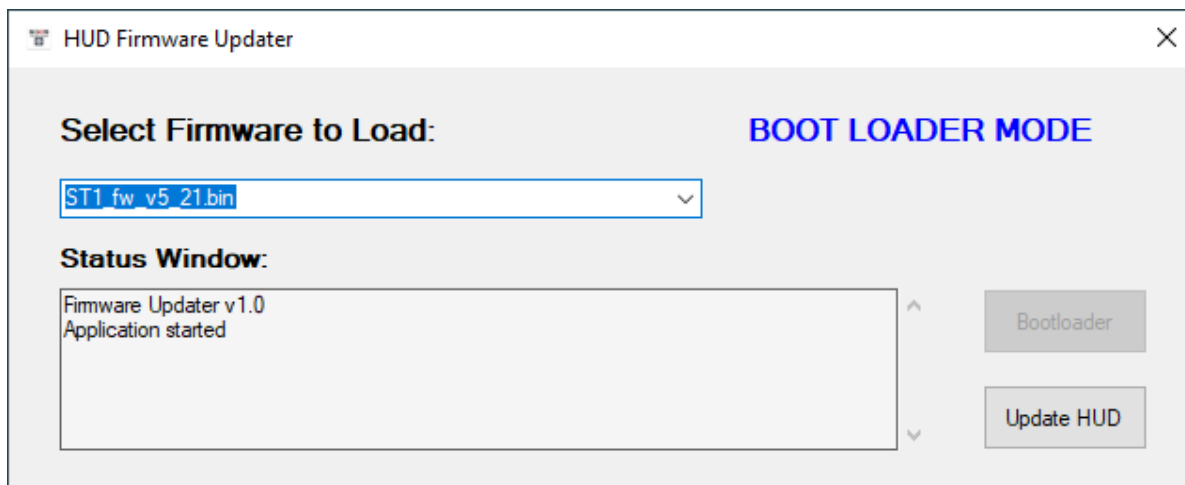 HUD Firmware Updater
Select Firmware to Load:
BOOT LOADER MODE
ST1_fw_v5_21.bin
Status Window:
Firmware Updater v1.0
Application started
Bootloader
Update HUD